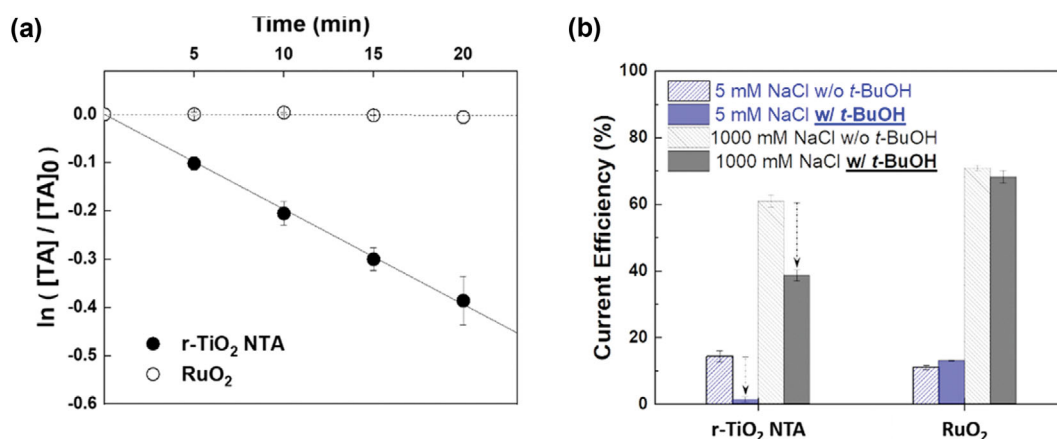 (a)
Time (min)
5 10 15 20
0.0
-0.1
-0.2
-0.3
-0.4
-0.5
-0.6
ln ( [TA] / [TA]0 )
r-TiO2 NTA
RuO2
(b)
100
80
60
40
20
0
Current Efficiency (%)
5 mM NaCl w/o t-BuOH
5 mM NaCl w/ t-BuOH
1000 mM NaCl w/o t-BuOH
1000 mM NaCl w/ t-BuOH
r-TiO2 NTA RuO2